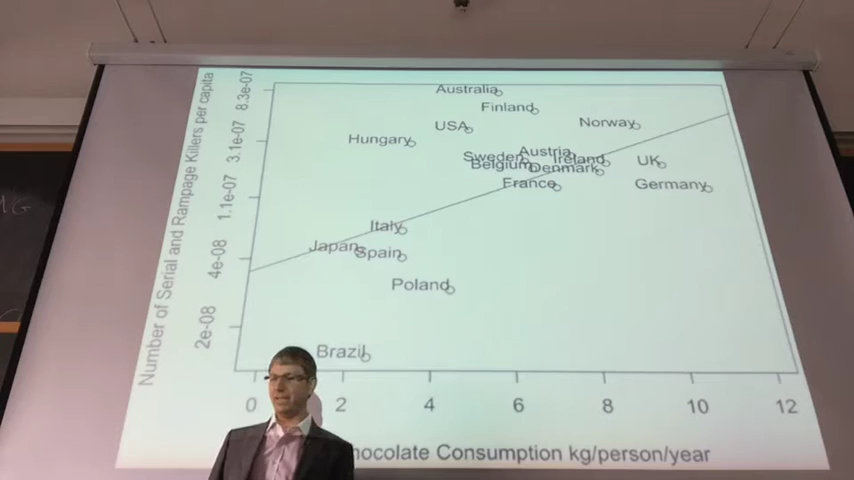 Number of Serial and Rampage Killers per capita
8.3e-07
3.1e-07
1.1e-07
4e-08
2e-08
Australia
Finland
USA
Norway
Hungary
Austria
Sweden
Ireland
UK
Belgium
Denmark
France
Germany
Italy
Japan
Spain
Poland
Brazil
0 2 4 6 8 10 12
hocolate Consumption kg/person/year